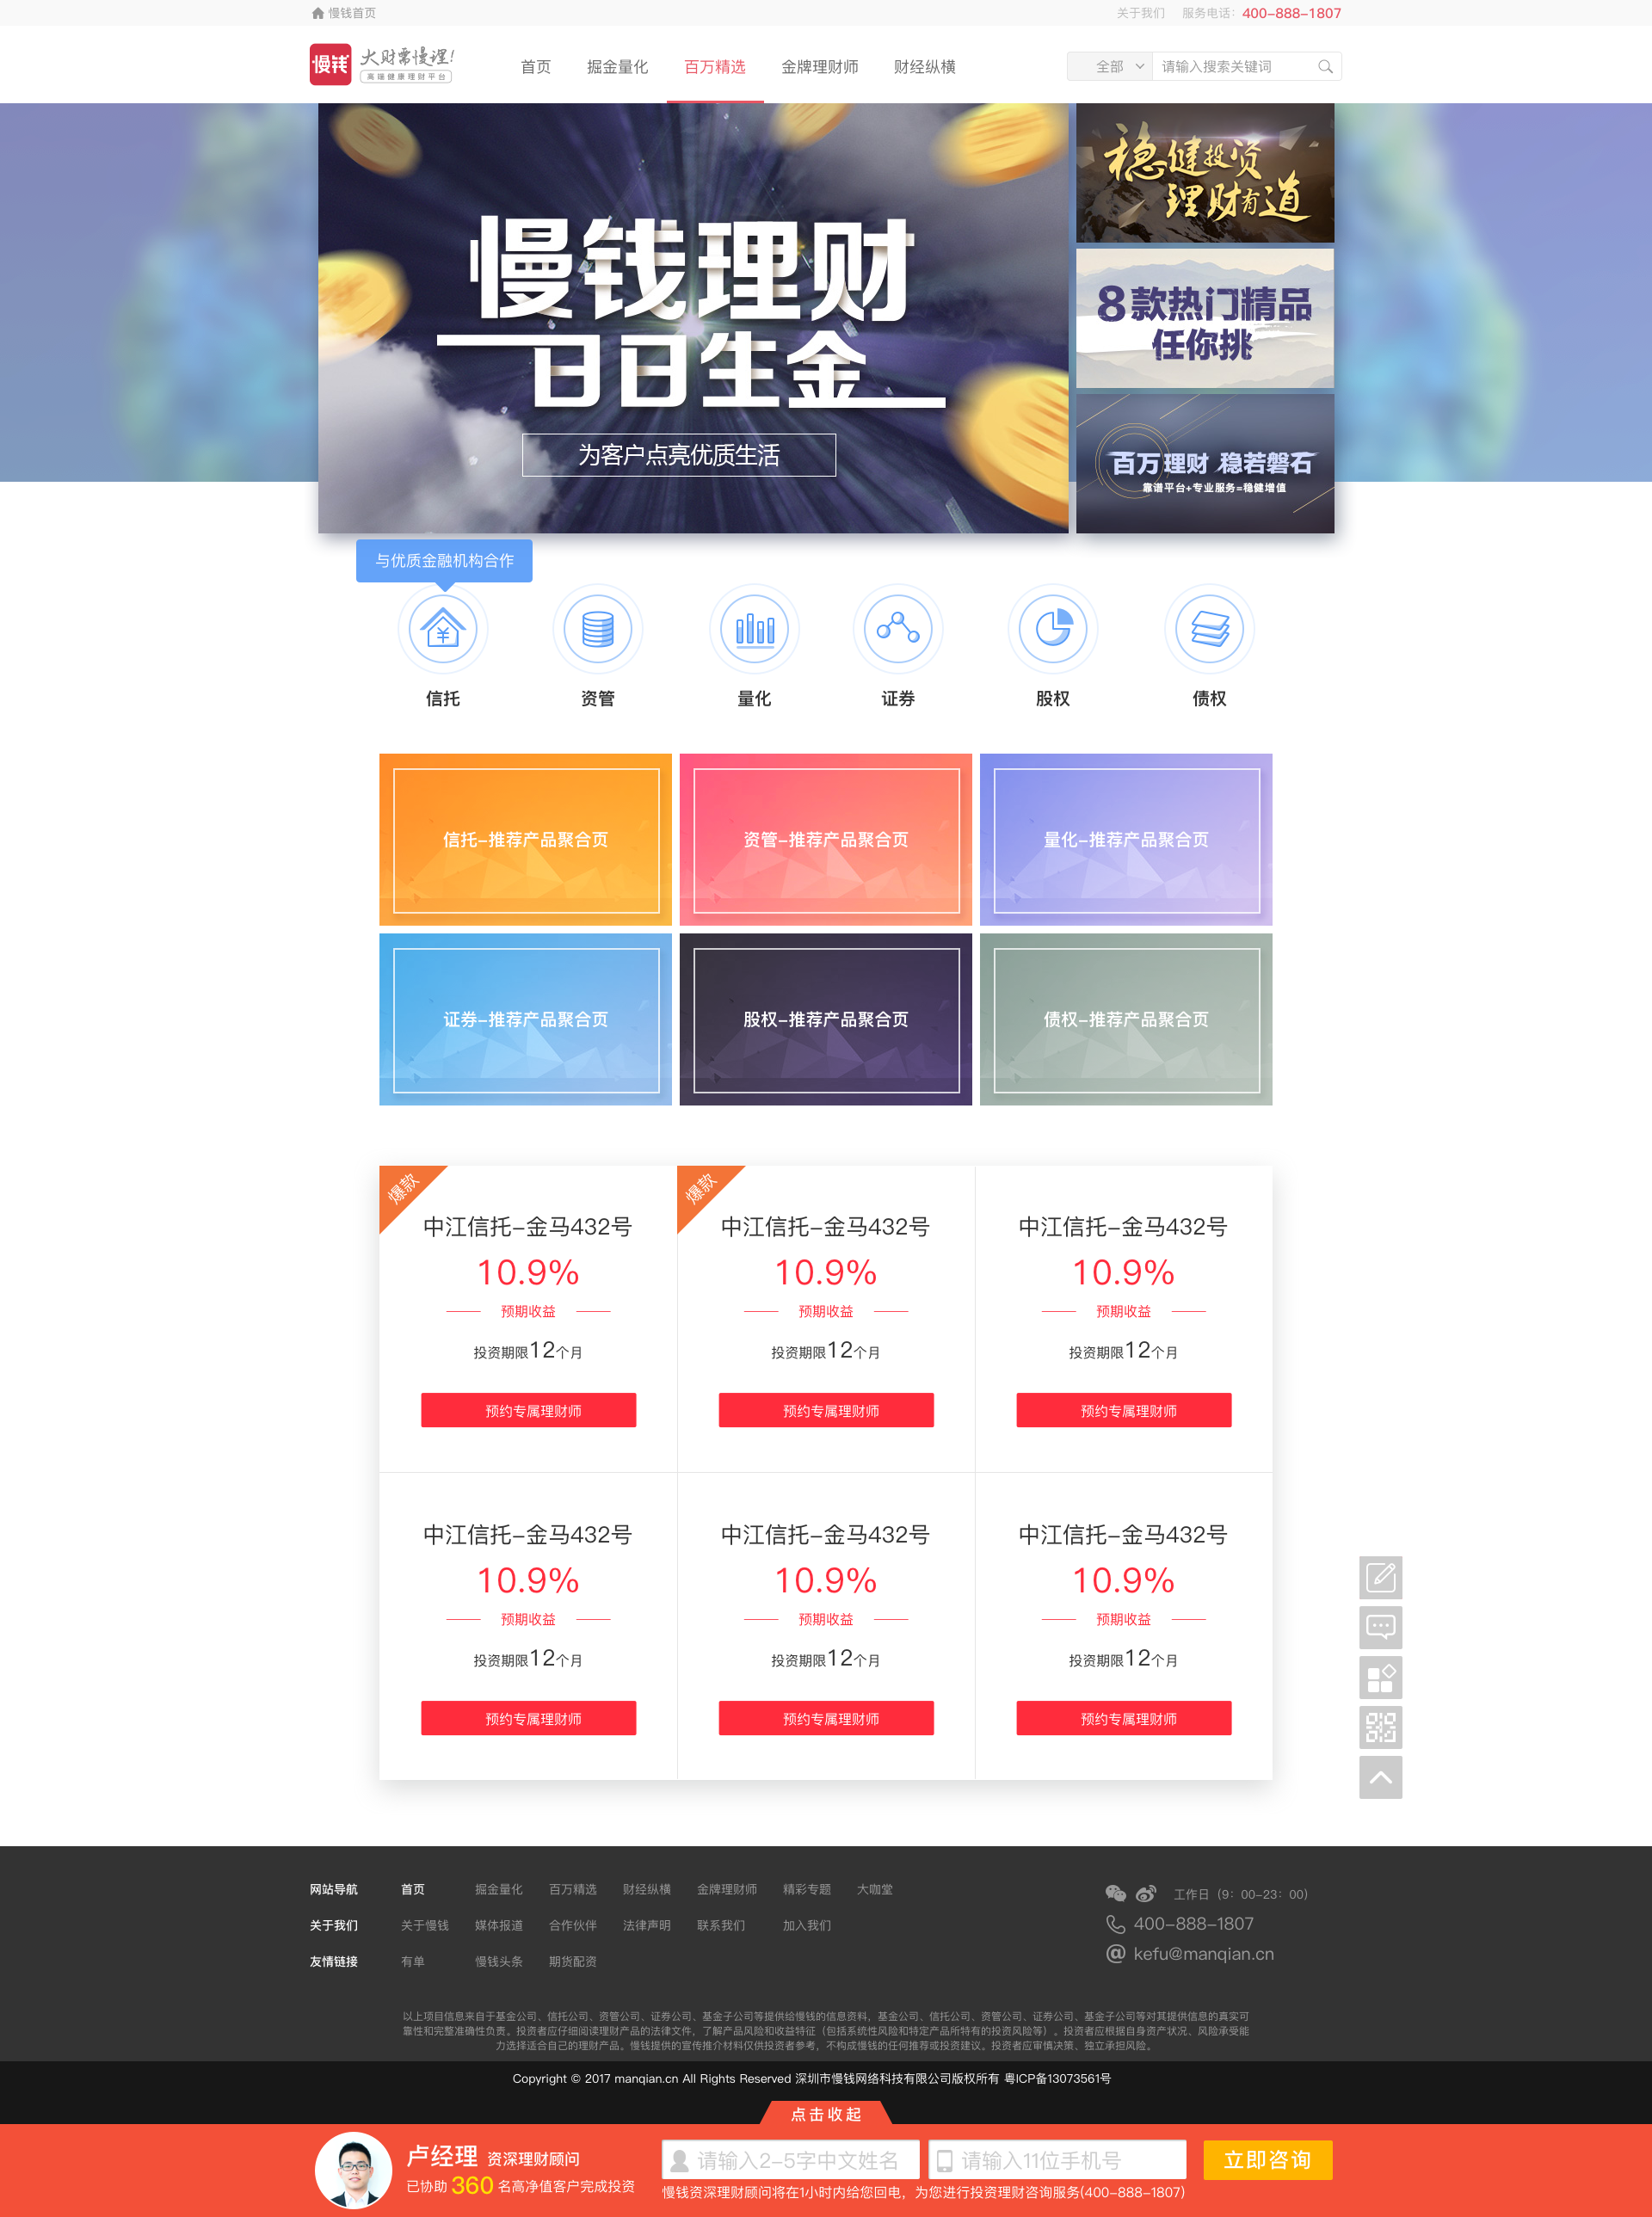 慢钱首页
关于我们 服务电话：400-888-1807
慢钱 大财需慢理！
高端健康理财平台
首页 掘金量化 百万精选 金牌理财师 财经纵横
全部 请输入搜索关键词
慢钱理财
日日生金
为客户点亮优质生活
稳健投资
理财有道
8款热门精品
任你挑
百万理财 稳若磐石
靠谱平台+专业服务=稳健增值
与优质金融机构合作
信托 资管 量化 证券 股权 债权
信托-推荐产品聚合页 资管-推荐产品聚合页 量化-推荐产品聚合页
证券-推荐产品聚合页 股权-推荐产品聚合页 债权-推荐产品聚合页
爆款 爆款
中江信托-金马432号 中江信托-金马432号 中江信托-金马432号
10.9% 10.9% 10.9%
预期收益 预期收益 预期收益
投资期限12个月 投资期限12个月 投资期限12个月
预约专属理财师 预约专属理财师 预约专属理财师
中江信托-金马432号 中江信托-金马432号 中江信托-金马432号
10.9% 10.9% 10.9%
预期收益 预期收益 预期收益
投资期限12个月 投资期限12个月 投资期限12个月
预约专属理财师 预约专属理财师 预约专属理财师
网站导航 首页 掘金量化 百万精选 财经纵横 金牌理财师 精彩专题 大咖堂
关于我们 关于慢钱 媒体报道 合作伙伴 法律声明 联系我们 加入我们
友情链接 有单 慢钱头条 期货配资
工作日（9：00-23：00）
400-888-1807
kefu@manqian.cn
以上项目信息来自于基金公司、信托公司、资管公司、证券公司、基金子公司等提供给慢钱的信息资料，基金公司、信托公司、资管公司、证券公司、基金子公司等对其提供信息的真实可
靠性和完整准确性负责。投资者应仔细阅读理财产品的法律文件，了解产品风险和收益特征（包括系统性风险和特定产品所特有的投资风险等）。投资者应根据自身资产状况、风险承受能
力选择适合自己的理财产品。慢钱提供的宣传推介材料仅供投资者参考，不构成慢钱的任何推荐或投资建议。投资者应审慎决策、独立承担风险。
Copyright © 2017 manqian.cn All Rights Reserved 深圳市慢钱网络科技有限公司版权所有 粤ICP备13073561号
点击收起
卢经理 资深理财顾问
已协助 360 名高净值客户完成投资
请输入2-5字中文姓名 请输入11位手机号 立即咨询
慢钱资深理财顾问将在1小时内给您回电，为您进行投资理财咨询服务(400-888-1807)